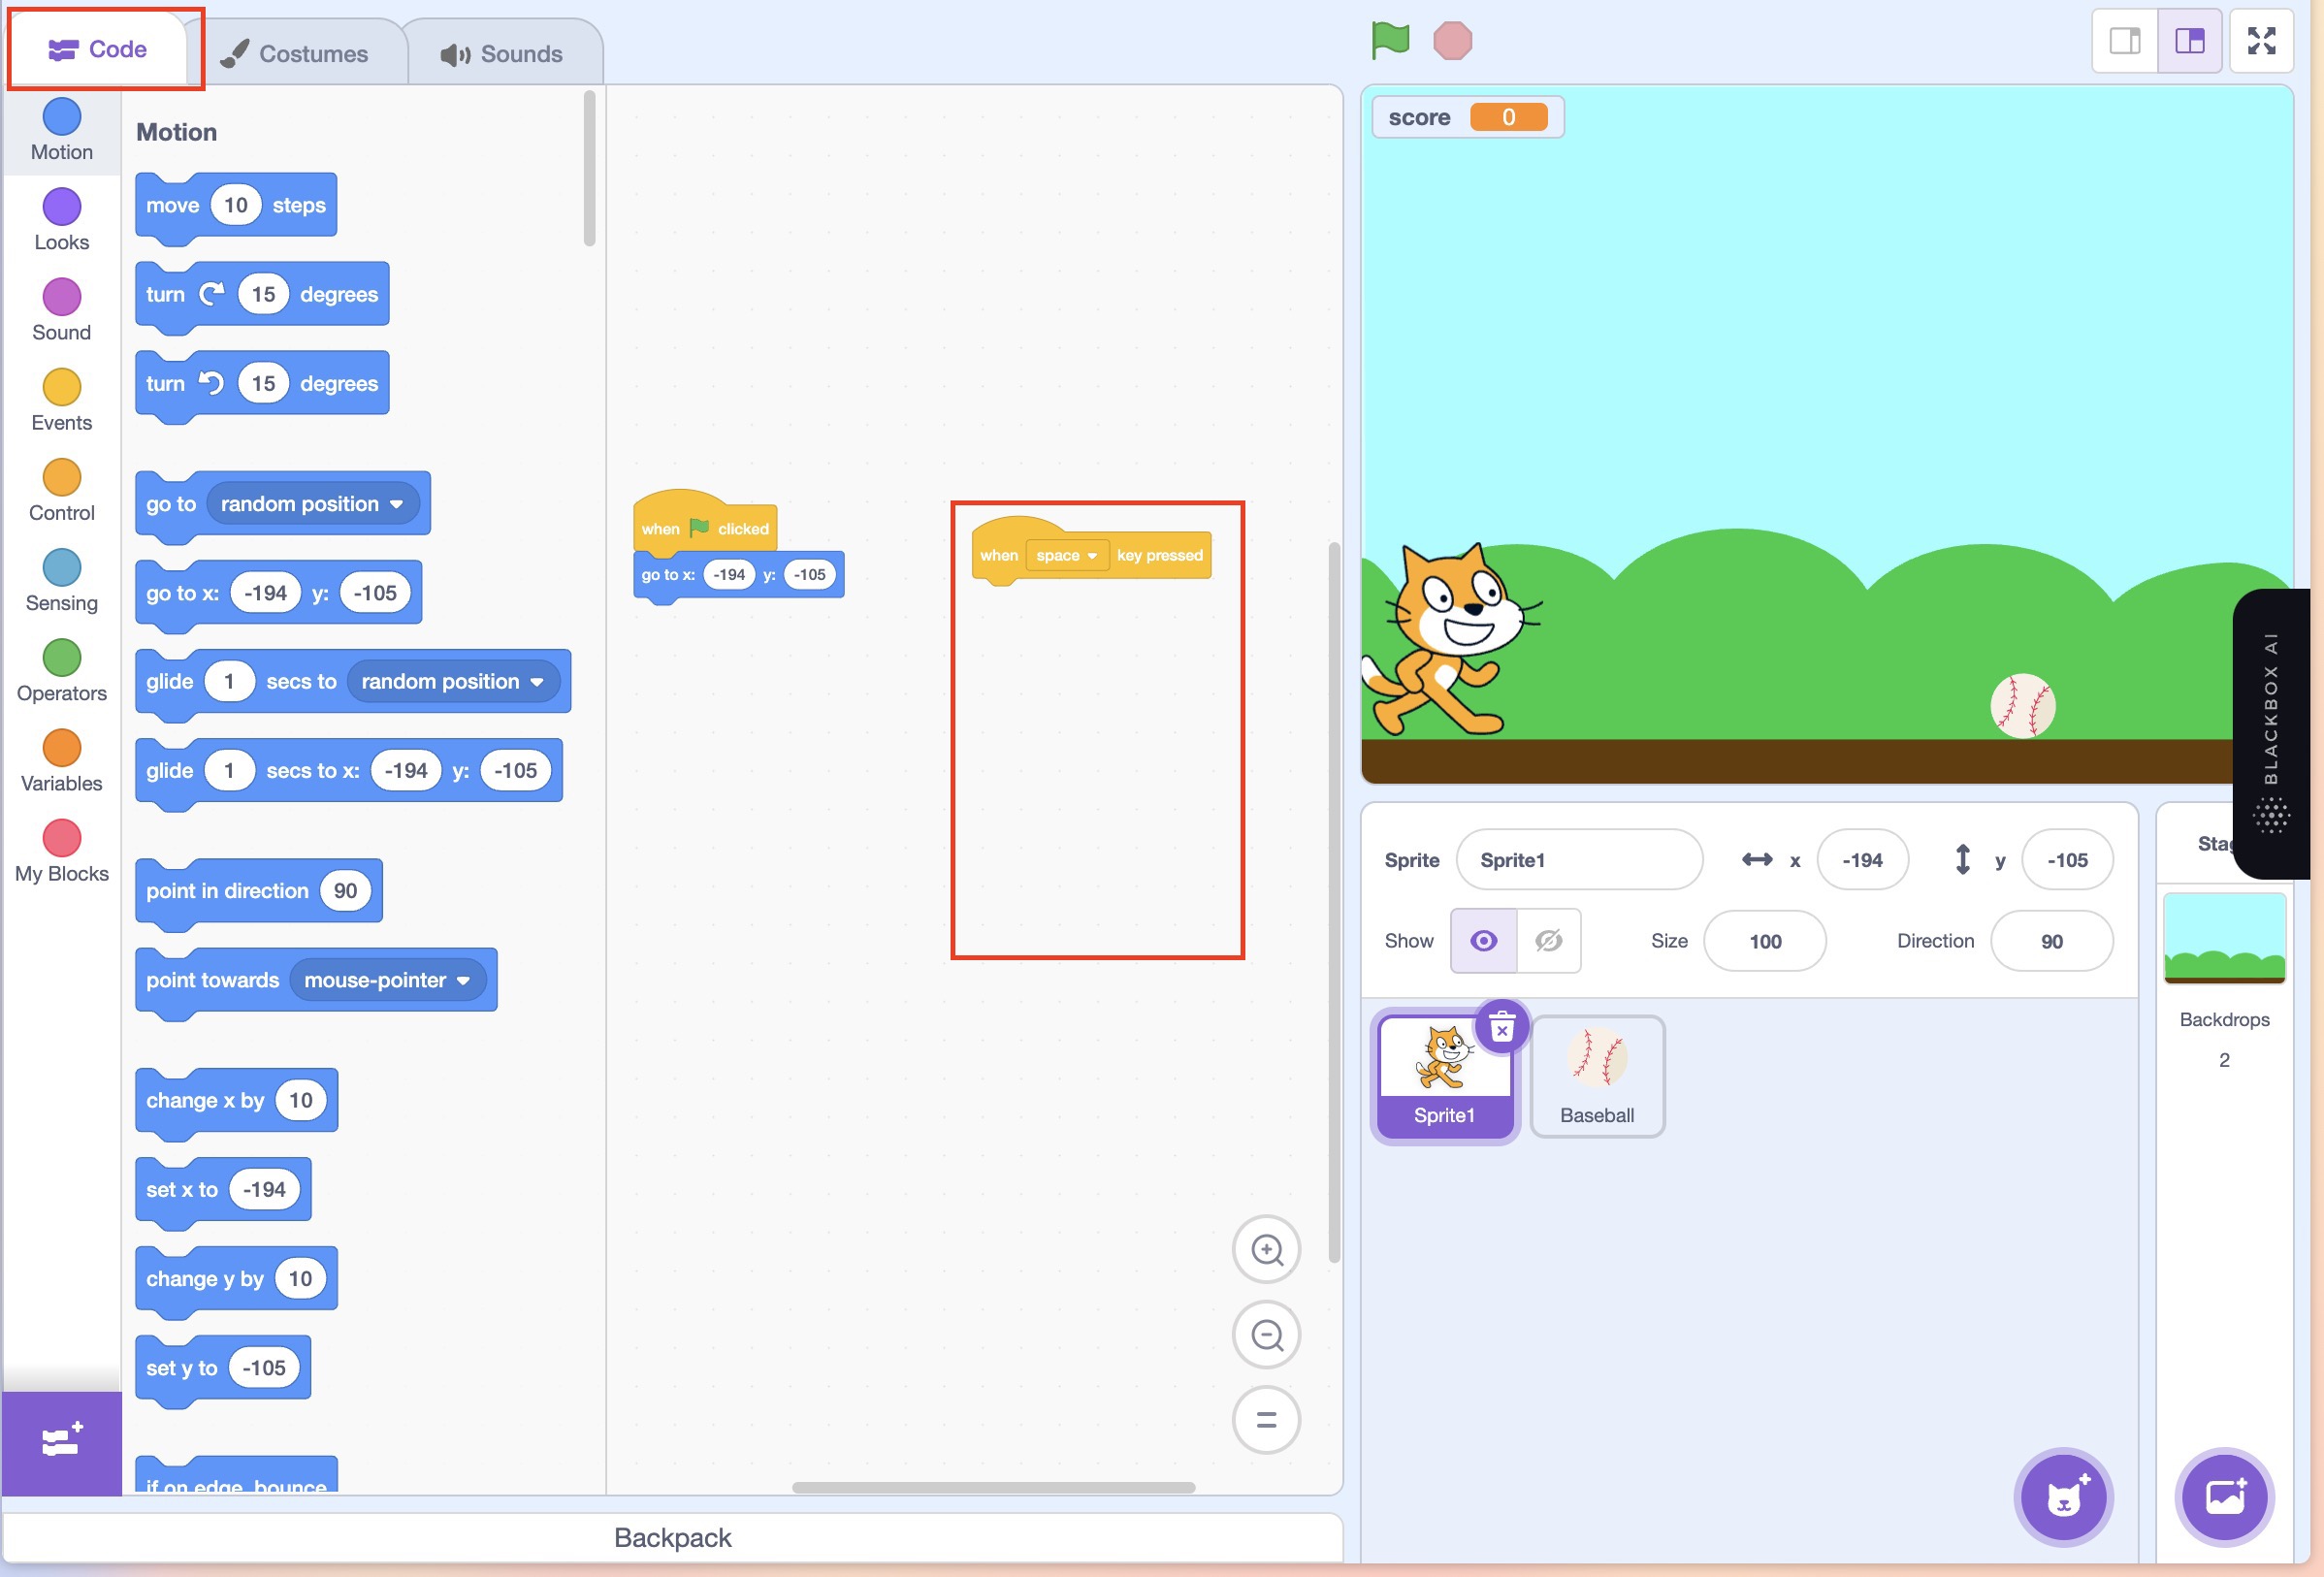 Code
Costumes
Sounds
Motion
Looks
Sound
Events
Control
Sensing
Operators
Variables
My Blocks
Motion
move 10 steps
turn 15 degrees
turn 15 degrees
go to random position
go to x: -194 y: -105
glide 1 secs to random position
glide 1 secs to x: -194 y: -105
point in direction 90
point towards mouse-pointer
change x by 10
set x to -194
change y by 10
set y to -105
if on edge, bounce
when clicked
go to x: -194 y: -105
when space key pressed
Backpack
score 0
BLACKBOX AI
Sprite Sprite1 x -194 y -105
Show Size 100 Direction 90
Sprite1
Baseball
Stag
Backdrops
2